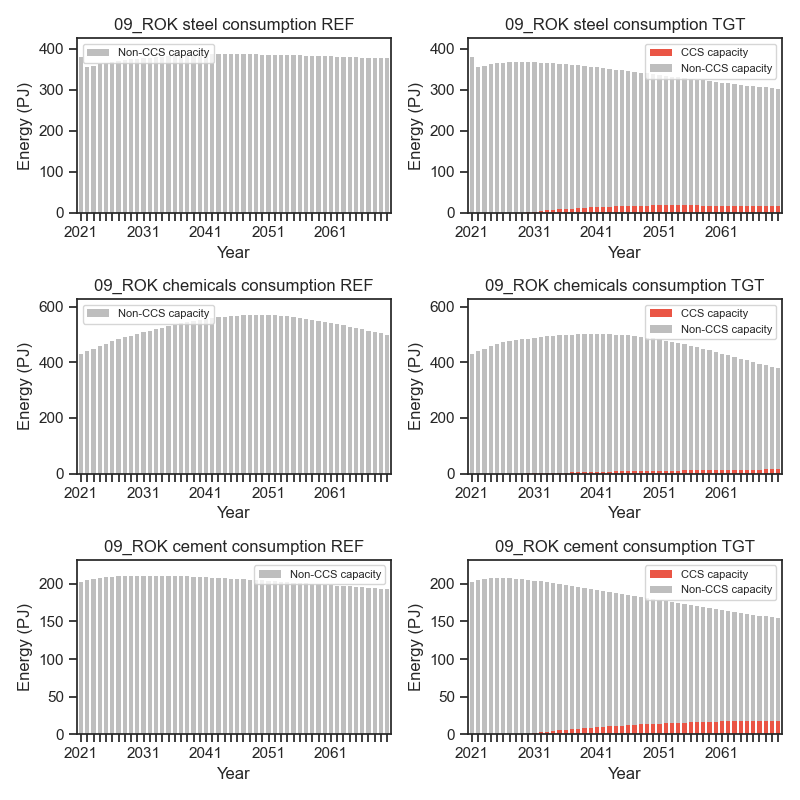 09_ROK steel consumption REF
Non-CCS capacity
400
300
200
100
0
Energy (PJ)
2021 2031 2041 2051 2061
Year
09_ROK steel consumption TGT
CCS capacity
Non-CCS capacity
400
300
200
100
0
Energy (PJ)
2021 2031 2041 2051 2061
Year
09_ROK chemicals consumption REF
Non-CCS capacity
600
400
200
0
Energy (PJ)
2021 2031 2041 2051 2061
Year
09_ROK chemicals consumption TGT
CCS capacity
Non-CCS capacity
600
400
200
0
Energy (PJ)
2021 2031 2041 2051 2061
Year
09_ROK cement consumption REF
Non-CCS capacity
200
150
100
50
0
Energy (PJ)
2021 2031 2041 2051 2061
Year
09_ROK cement consumption TGT
CCS capacity
Non-CCS capacity
200
150
100
50
0
Energy (PJ)
2021 2031 2041 2051 2061
Year